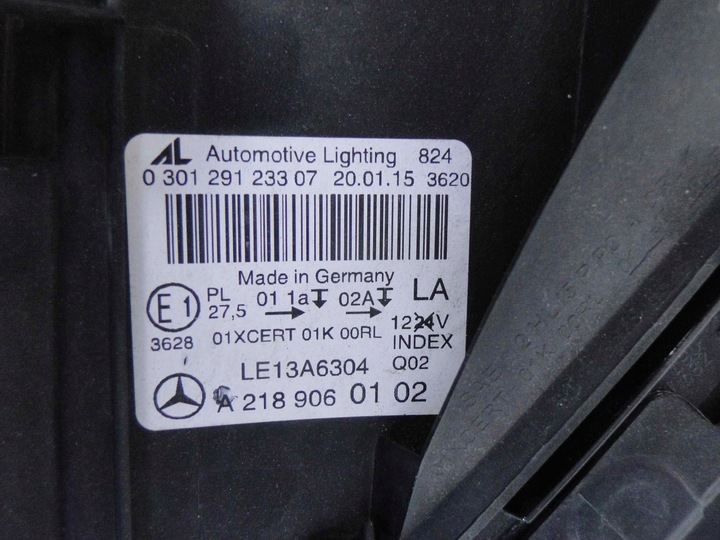 AL Automotive Lighting 824
0 301 291 233 07 20.01.15 3620
Made in Germany
E1 PL 27,5 01 1a 02A LA
3628 01XCERT 01K 00RL 12 24V
INDEX
LE13A6304 Q02
A 218 906 01 02